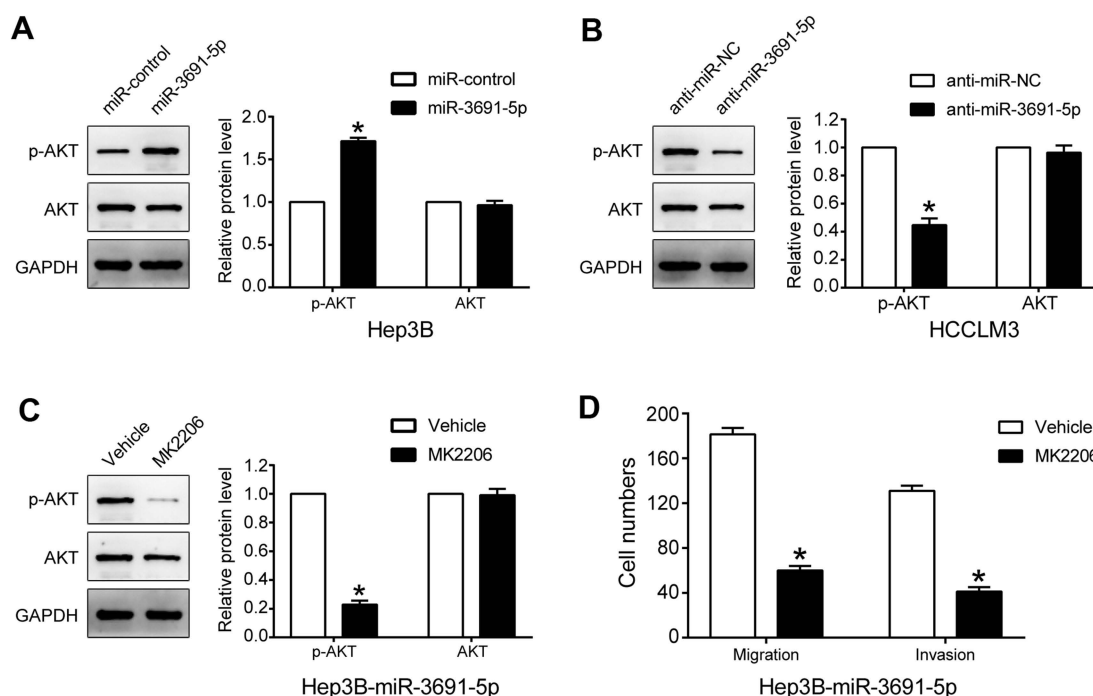 A
miR-control
miR-3691-5p
p-AKT
AKT
GAPDH
Relative protein level
2.0
1.5
1.0
0.5
0.0
*
miR-control
miR-3691-5p
p-AKT
AKT
Hep3B
B
anti-miR-NC
anti-miR-3691-5p
p-AKT
AKT
GAPDH
Relative protein level
1.2
1.0
0.8
0.6
0.4
0.2
0.0
*
anti-miR-NC
anti-miR-3691-5p
p-AKT
AKT
HCCLM3
C
Vehicle
MK2206
p-AKT
AKT
GAPDH
Relative protein level
1.2
1.0
0.8
0.6
0.4
0.2
0.0
*
Vehicle
MK2206
p-AKT
AKT
Hep3B-miR-3691-5p
D
Cell numbers
180
130
80
40
0
*
*
Vehicle
MK2206
Migration
Invasion
Hep3B-miR-3691-5p